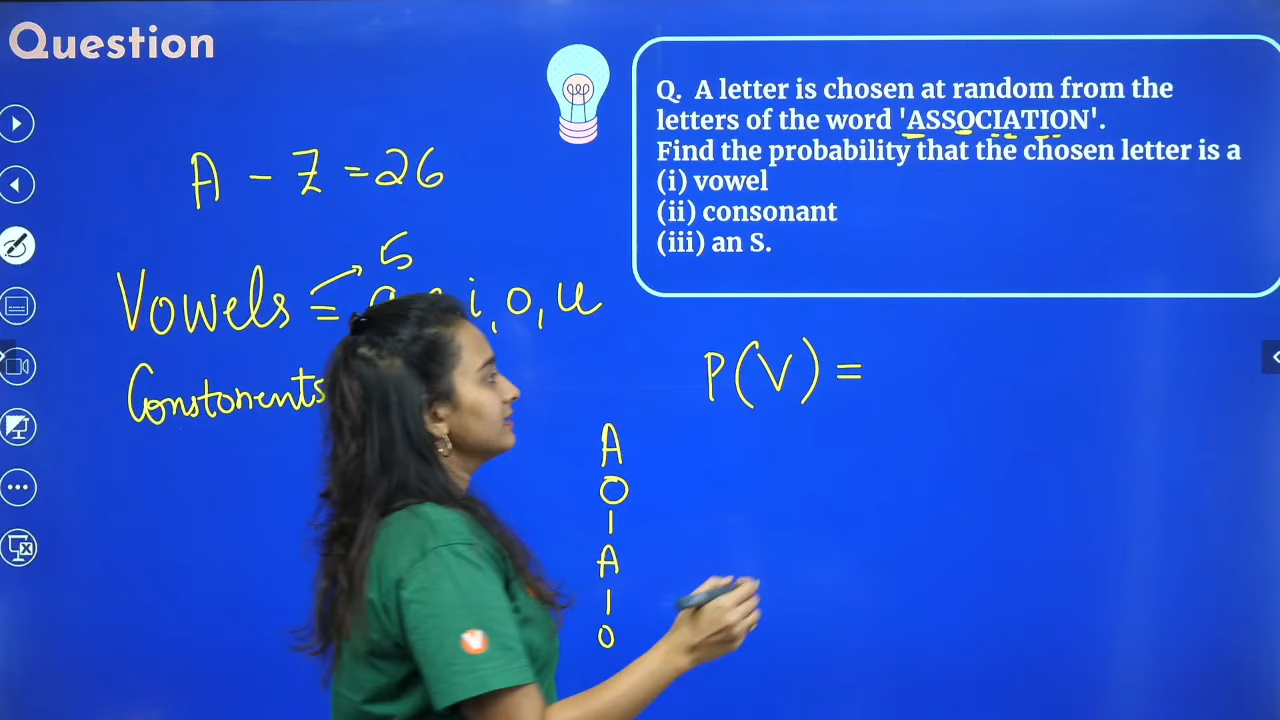 Question
Q. A letter is chosen at random from the
letters of the word 'ASSOCIATION'.
Find the probability that the chosen letter is a
(i) vowel
(ii) consonant
(iii) an S.
A - Z = 26
5
Vowels = i, o, u
Constonents
P(V) =
A
O
I
A
I
O